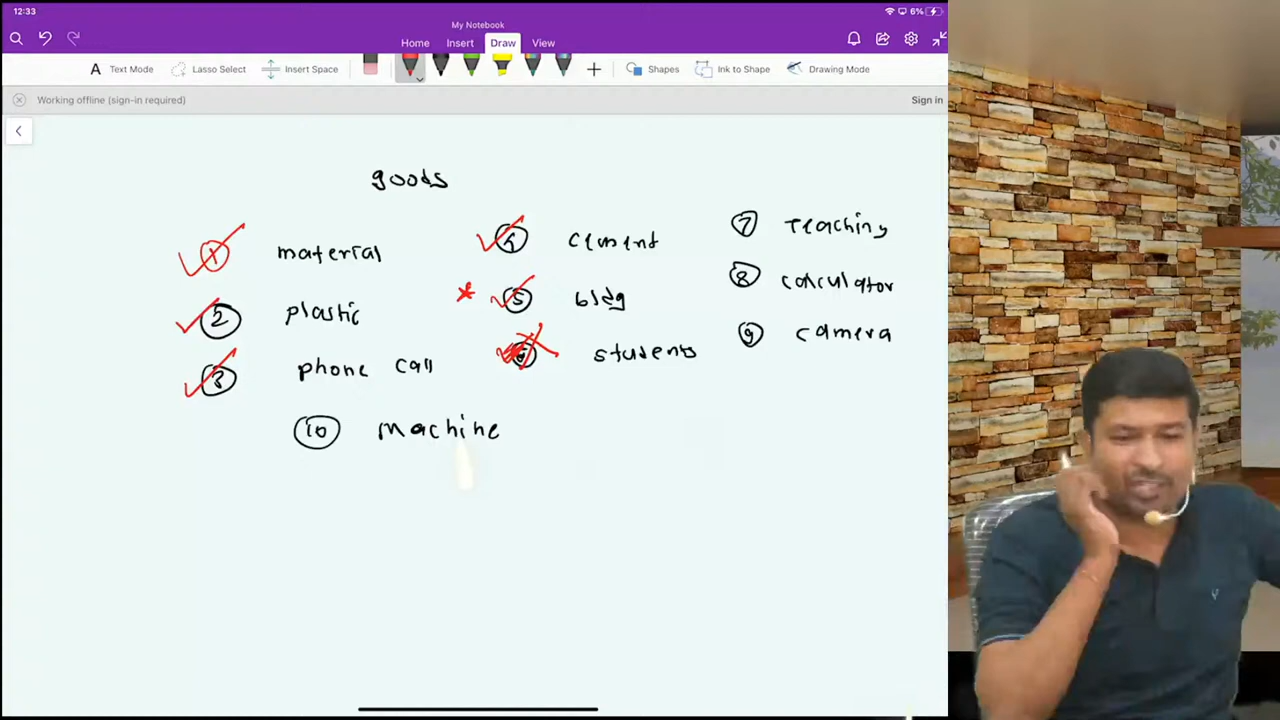 12:33
6%
My Notebook
Home Insert Draw View
Text Mode Lasso Select Insert Space Shapes Ink to Shape Drawing Mode
Working offline (sign-in required) Sign in
goods
1 material
2 plastic
3 phone call
4 cement
5 bldg
6 students
7 Teaching
8 calculator
9 camera
10 machine